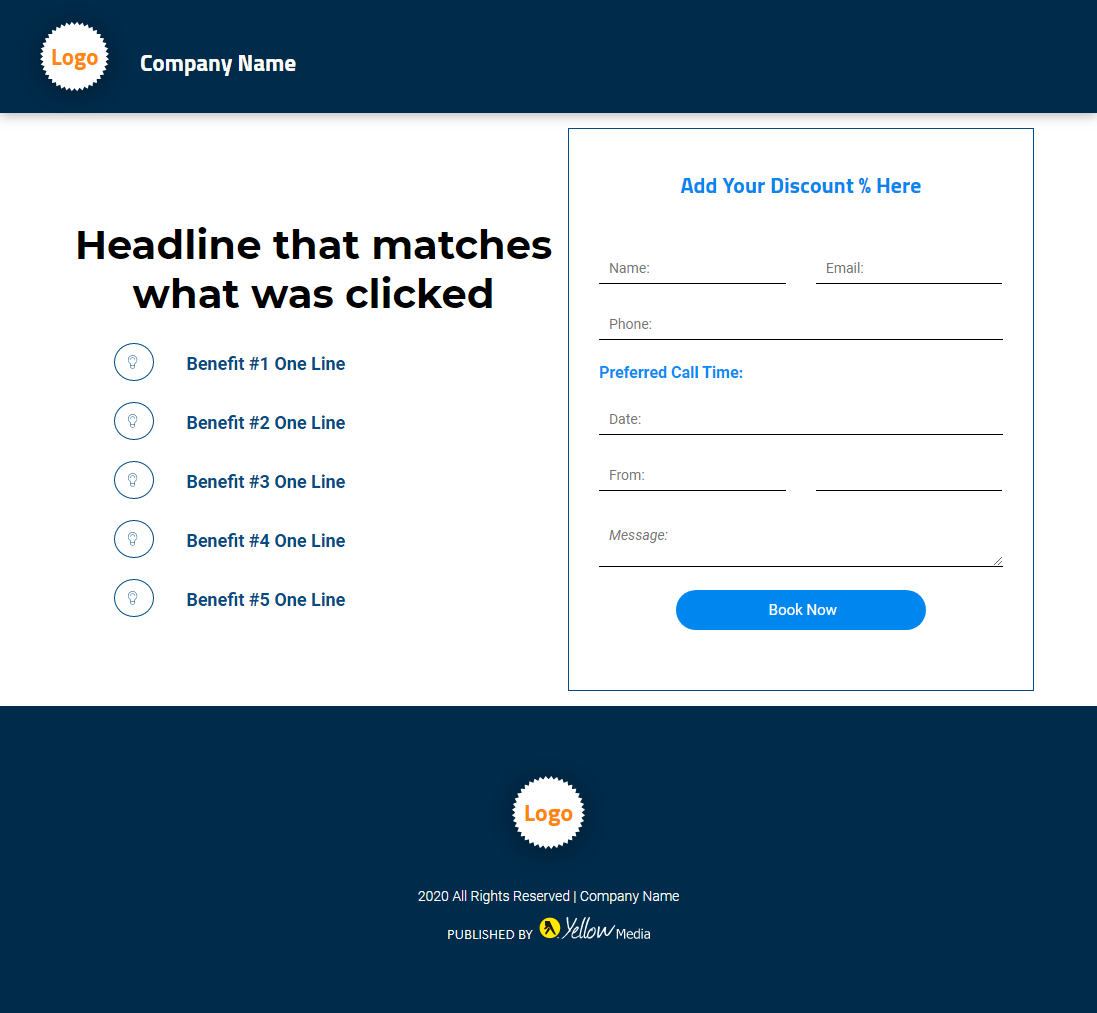 Logo
Company Name
Headline that matches
what was clicked
Benefit #1 One Line
Benefit #2 One Line
Benefit #3 One Line
Benefit #4 One Line
Benefit #5 One Line
Add Your Discount % Here
Name: Email:
Phone:
Preferred Call Time:
Date:
From:
Message:
Book Now
Logo
2020 All Rights Reserved | Company Name
PUBLISHED BY Yellow Media